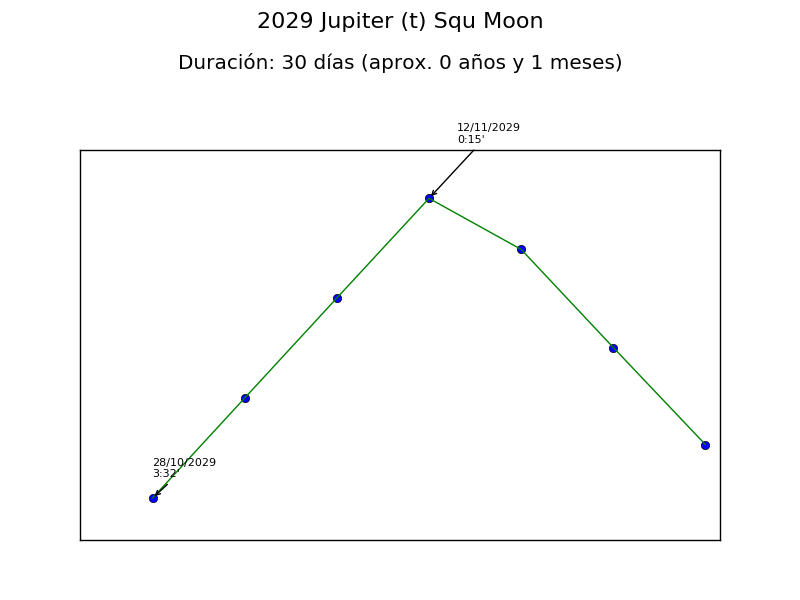 2029 Jupiter (t) Squ Moon
Duración: 30 días (aprox. 0 años y 1 meses)
12/11/2029
0:15'
28/10/2029
3:32'